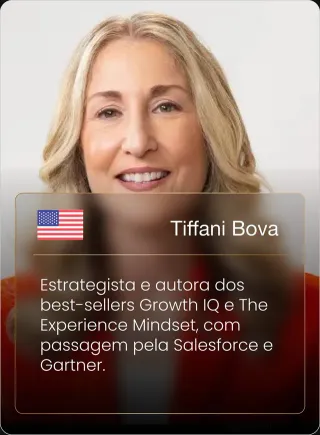 Tiffani Bova
Estrategista e autora dos
best-sellers Growth IQ e The
Experience Mindset, com
passagem pela Salesforce e
Gartner.